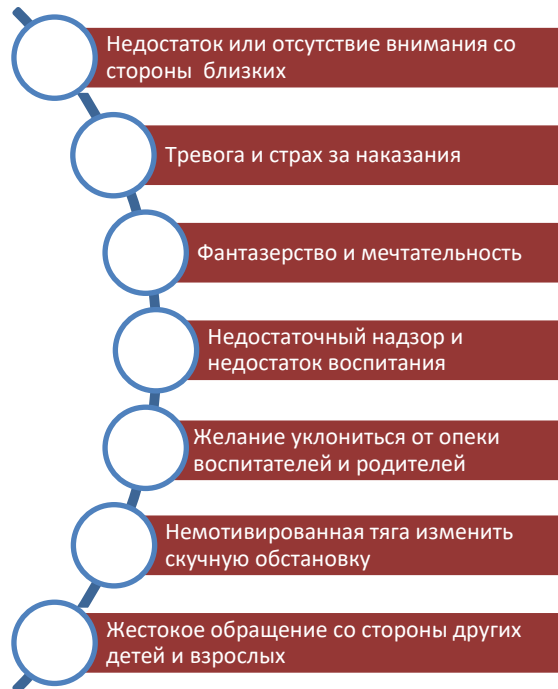 Недостаток или отсутствие внимания со
стороны  близких
Тревога и страх за наказания
Фантазерство и мечтательность
Недостаточный надзор и
недостаток воспитания
Желание уклониться от опеки
воспитателей и родителей
Немотивированная тяга изменить
скучную обстановку
Жестокое обращение со стороны других
детей и взрослых